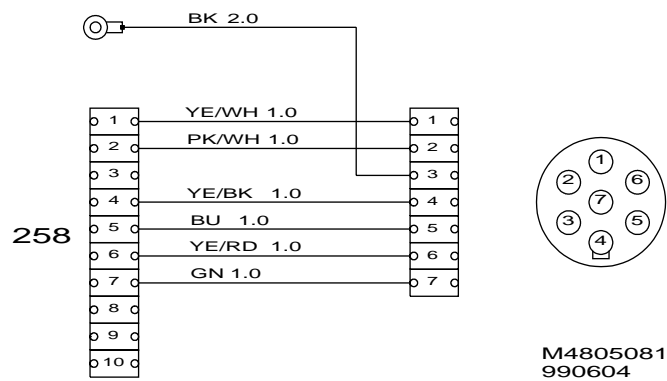 BK 2.0
1 YE/WH 1.0 1
2 PK/WH 1.0 2
3 3
4 YE/BK 1.0 4
5 BU 1.0 5
6 YE/RD 1.0 6
7 GN 1.0 7
8
9
10
258
1
2 6
7
3 5
4
M4805081
990604